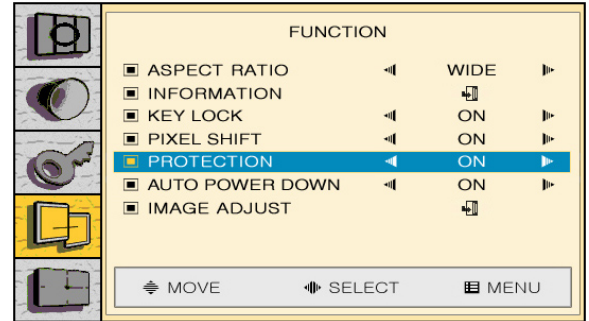 FUNCTION
ASPECT RATIO WIDE
INFORMATION
KEY LOCK ON
PIXEL SHIFT ON
PROTECTION ON
AUTO POWER DOWN ON
IMAGE ADJUST
MOVE SELECT MENU